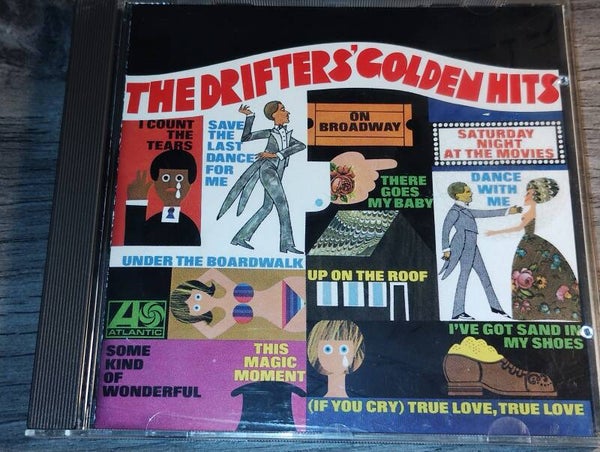 THE DRIFTERS' GOLDEN HITS
I COUNT
THE
TEARS
SAVE
THE
LAST
DANCE
FOR
ME
ON
BROADWAY
SATURDAY
NIGHT
AT THE MOVIES
THERE
GOES
MY BABY
DANCE
WITH
ME
UNDER THE BOARDWALK
UP ON THE ROOF
ATLANTIC
I'VE GOT SAND IN
MY SHOES
SOME
KIND
OF
WONDERFUL
THIS
MAGIC
MOMENT
(IF YOU CRY) TRUE LOVE, TRUE LOVE